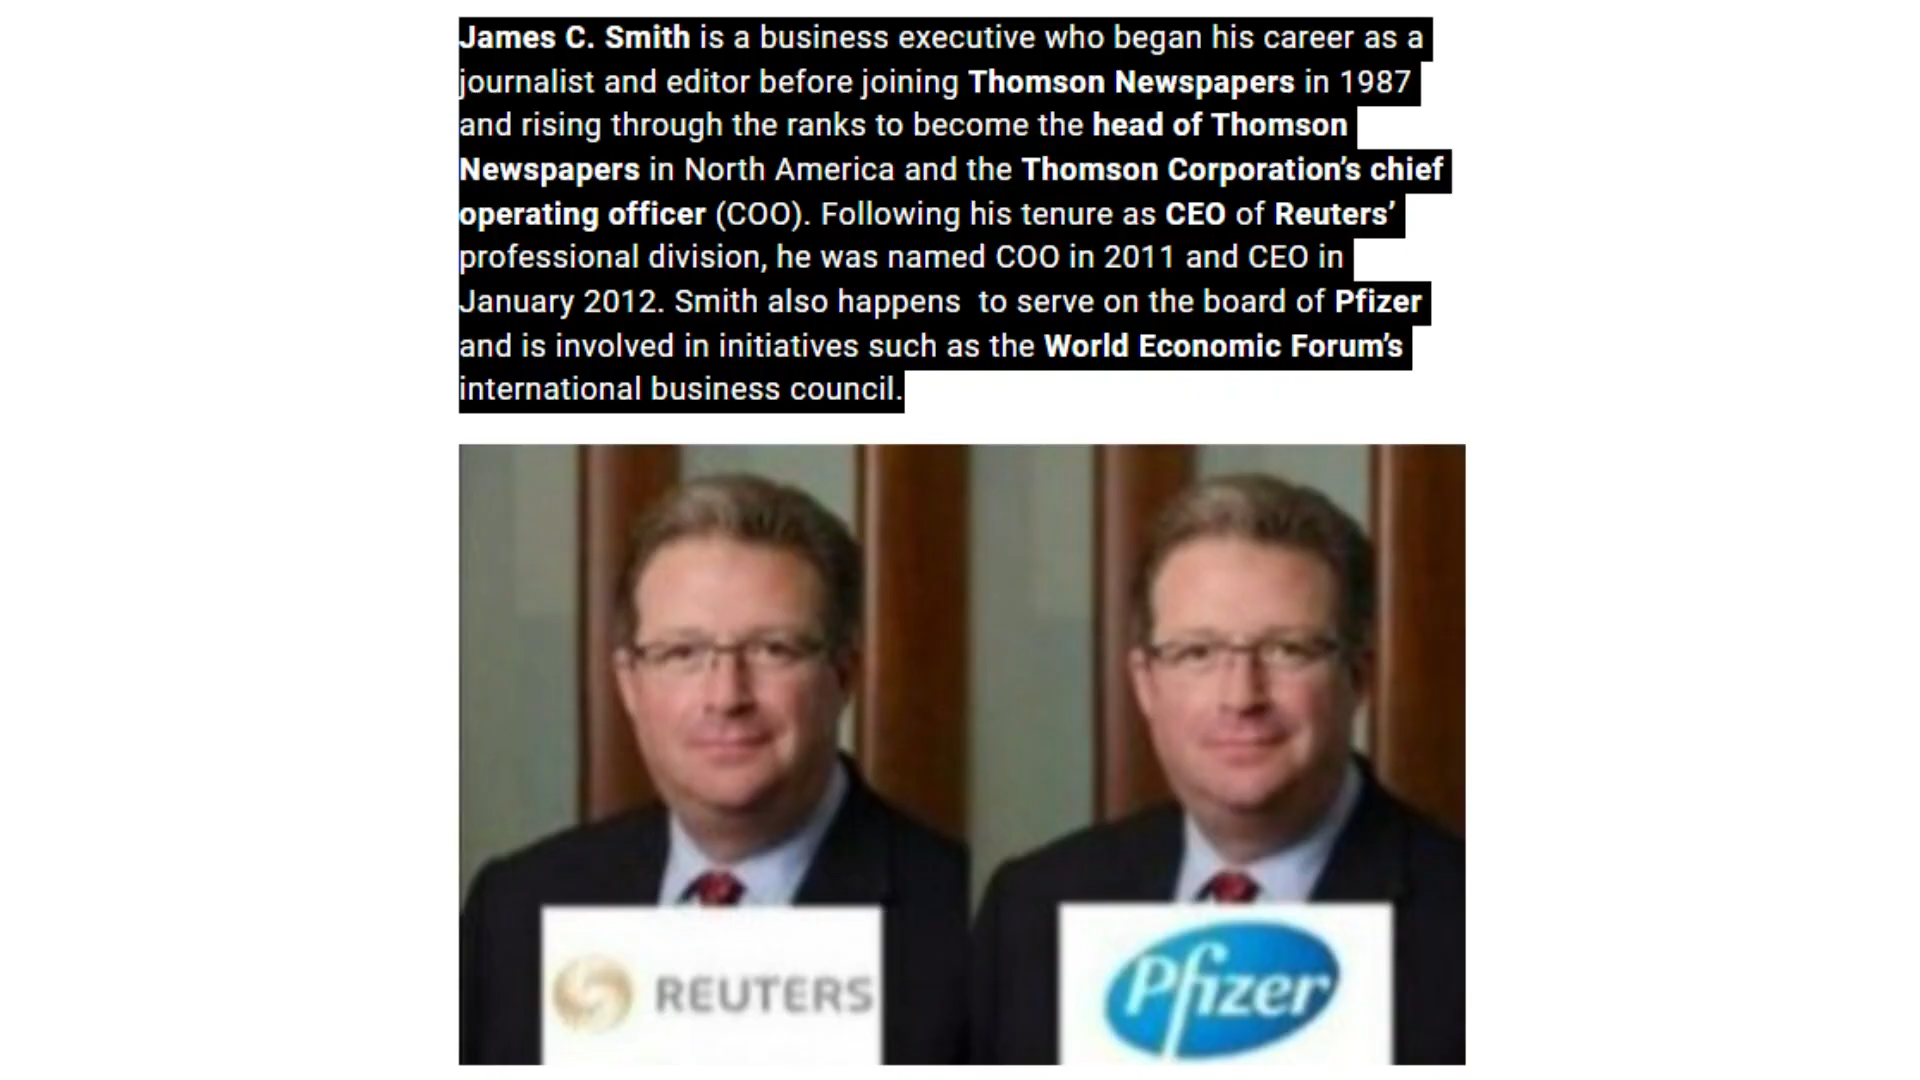 James C. Smith is a business executive who began his career as a
journalist and editor before joining Thomson Newspapers in 1987
and rising through the ranks to become the head of Thomson
Newspapers in North America and the Thomson Corporation’s chief
operating officer (COO). Following his tenure as CEO of Reuters’
professional division, he was named COO in 2011 and CEO in
January 2012. Smith also happens  to serve on the board of Pfizer
and is involved in initiatives such as the World Economic Forum’s
international business council.
REUTERS
Pfizer